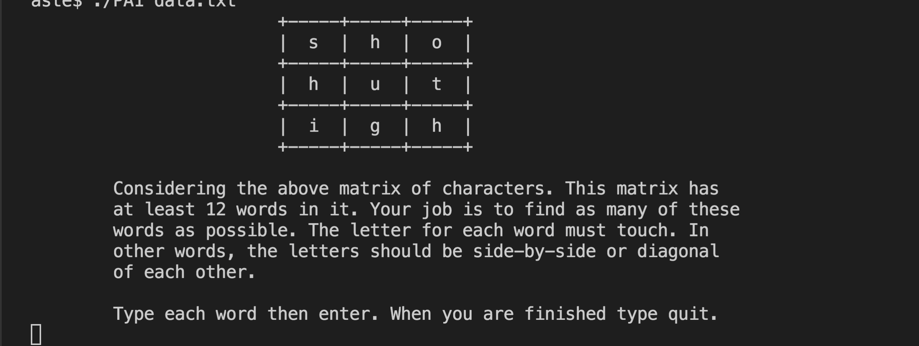 aste$ ./PA1 data.txt
+-----+-----+-----+
| s | h | o |
+-----+-----+-----+
| h | u | t |
+-----+-----+-----+
| i | g | h |
+-----+-----+-----+
Considering the above matrix of characters. This matrix has
at least 12 words in it. Your job is to find as many of these
words as possible. The letter for each word must touch. In
other words, the letters should be side-by-side or diagonal
of each other.
Type each word then enter. When you are finished type quit.